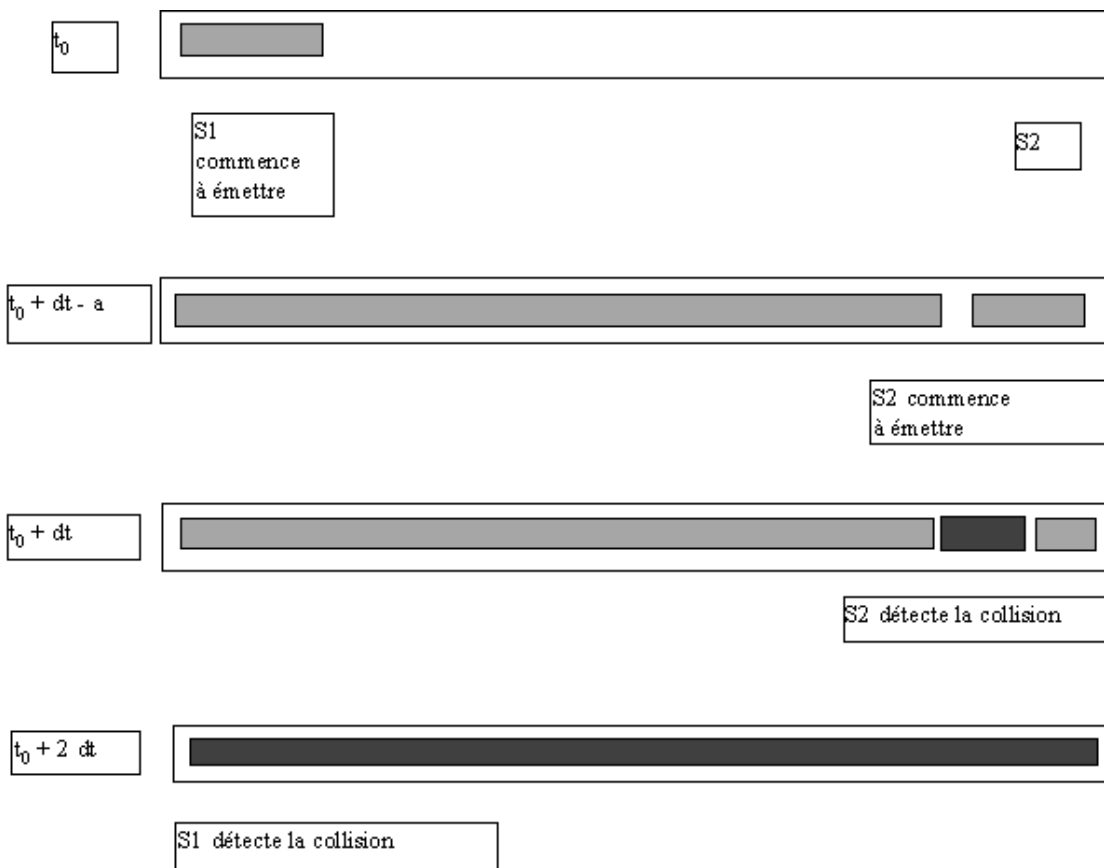 t0
S1
commence
à émettre
S2
t0 + dt - a
S2 commence
à émettre
t0 + dt
S2 détecte la collision
t0 + 2 dt
S1 détecte la collision